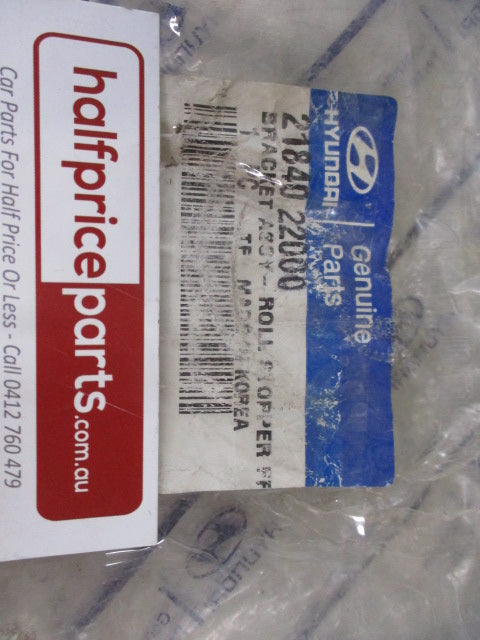 halfpriceparts.com.au
Car Parts For Half Price Or Less - Call 0412 760 479
HYUNDAI
Genuine
Parts
21840 22000
BRACKET ASSY-ROLL STOPPER
KOREA